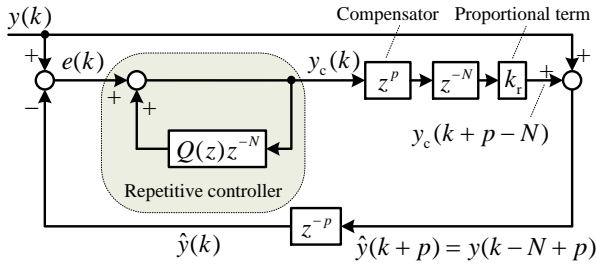 Compensator Proportional term
y(k)
+ e(k) + + y_c(k) z^p z^{-N} k_r + +
−
Q(z)z^{-N}
y_c(k + p − N)
Repetitive controller
z^{-p}
ŷ(k) ŷ(k + p) = y(k − N + p)